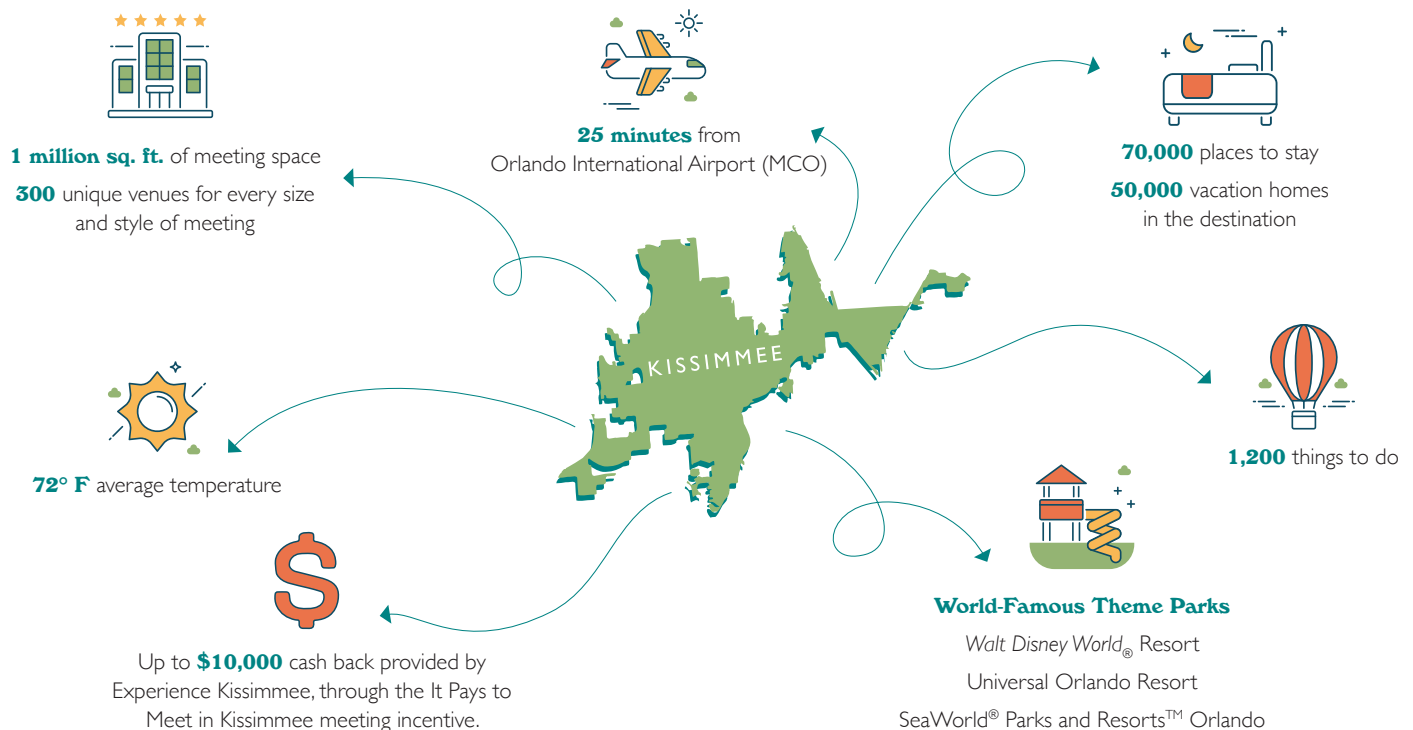 1 million sq. ft. of meeting space
300 unique venues for every size
and style of meeting
25 minutes from
Orlando International Airport (MCO)
70,000 places to stay
50,000 vacation homes
in the destination
KISSIMMEE
72° F average temperature
1,200 things to do
Up to $10,000 cash back provided by
Experience Kissimmee, through the It Pays to
Meet in Kissimmee meeting incentive.
World-Famous Theme Parks
Walt Disney World® Resort
Universal Orlando Resort
SeaWorld® Parks and Resorts™ Orlando